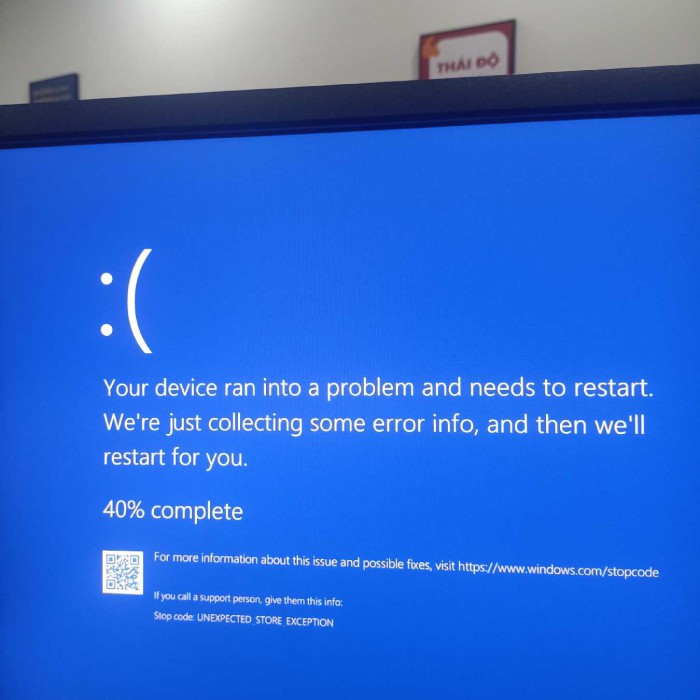 THÁI ĐỘ
:(
Your device ran into a problem and needs to restart.
We're just collecting some error info, and then we'll
restart for you.
40% complete
For more information about this issue and possible fixes, visit https://www.windows.com/stopcode
If you call a support person, give them this info:
Stop code: UNEXPECTED_STORE_EXCEPTION